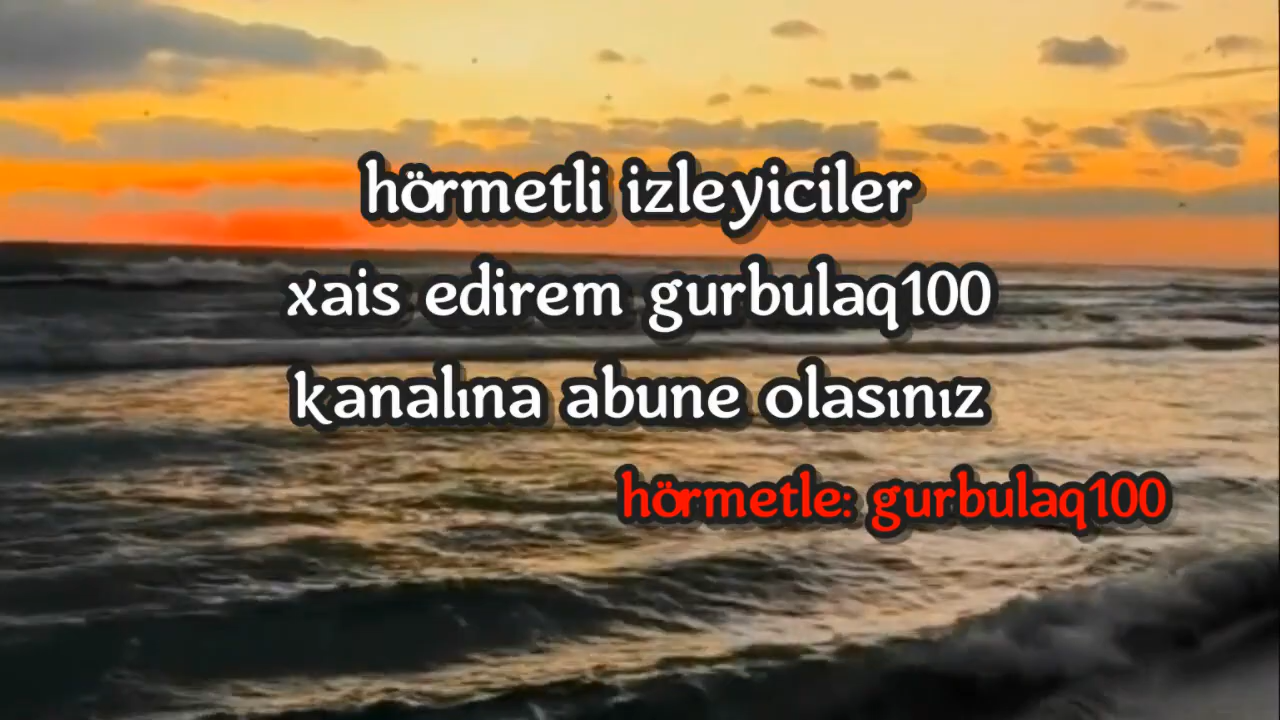 hörmetli izleyiciler
xais edirem gurbulaq100
kanalına abune olasınız
hörmetle: gurbulaq100